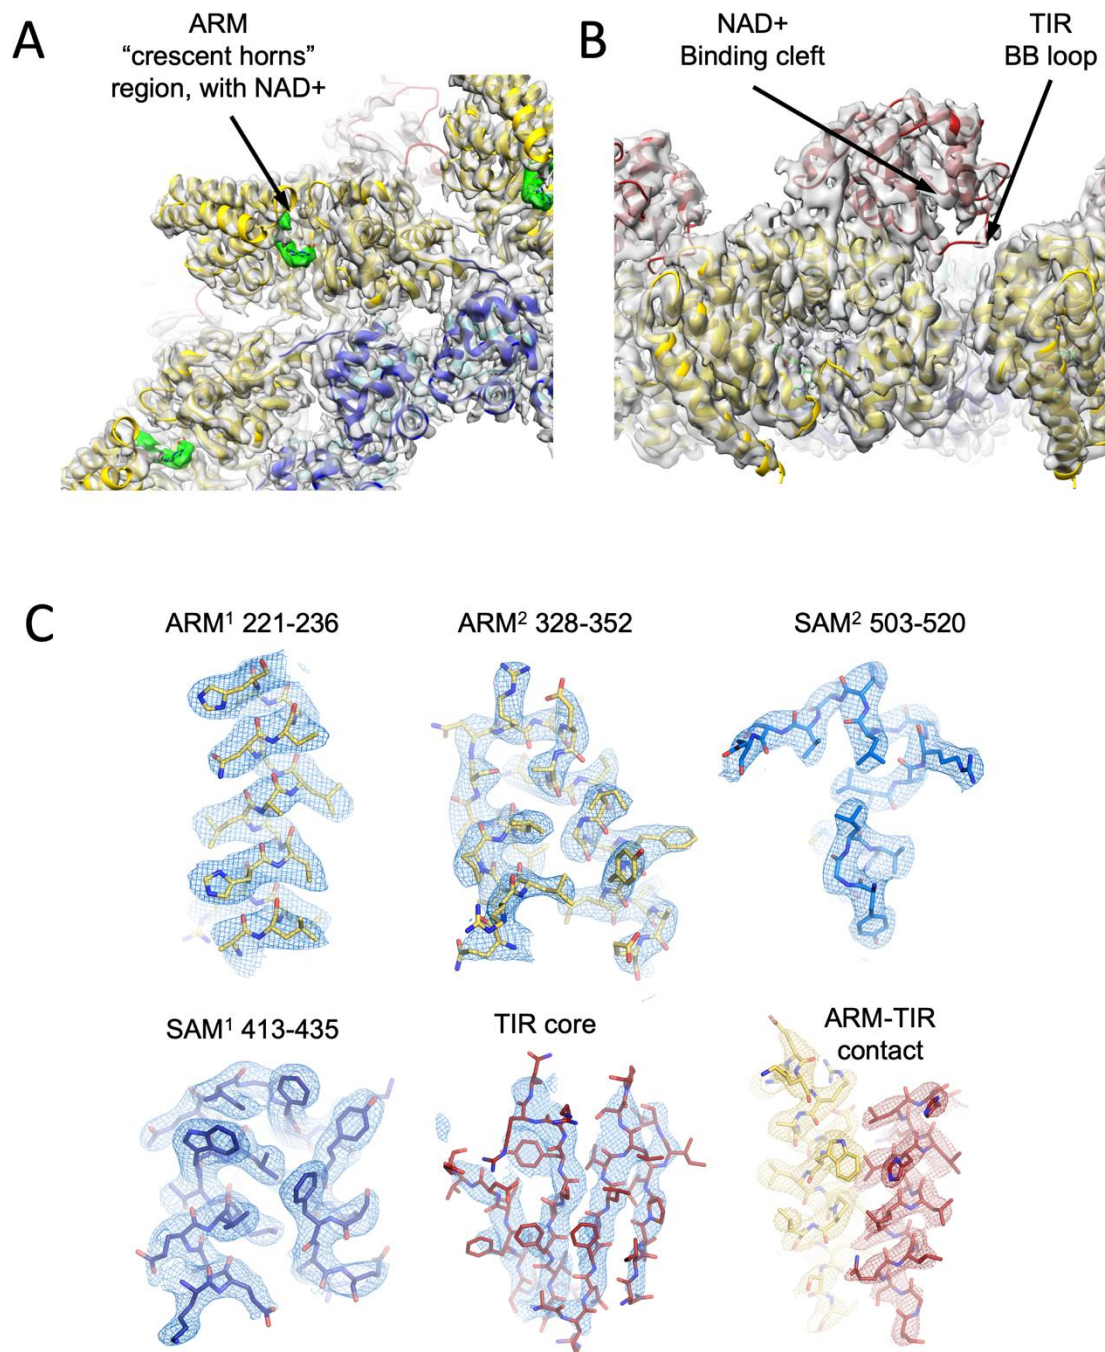 A
ARM
“crescent horns”
region, with NAD+
B
NAD+
Binding cleft
TIR
BB loop
C
ARM¹ 221-236
ARM² 328-352
SAM² 503-520
SAM¹ 413-435
TIR core
ARM-TIR
contact